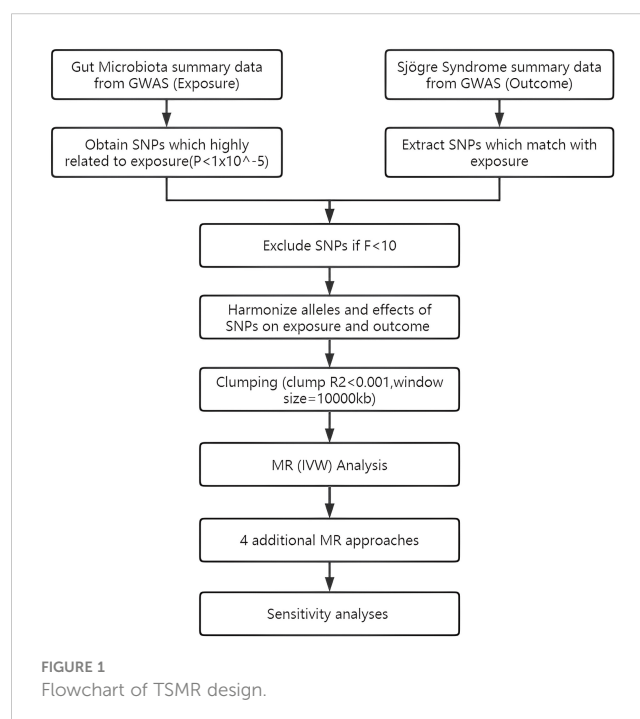 Gut Microbiota summary data
from GWAS (Exposure)
Sjögre Syndrome summary data
from GWAS (Outcome)
Obtain SNPs which highly
related to exposure(P<1x10^-5)
Extract SNPs which match with
exposure
Exclude SNPs if F<10
Harmonize alleles and effects of
SNPs on exposure and outcome
Clumping (clump R2<0.001,window
size=10000kb)
MR (IVW) Analysis
4 additional MR approaches
Sensitivity analyses
FIGURE 1
Flowchart of TSMR design.